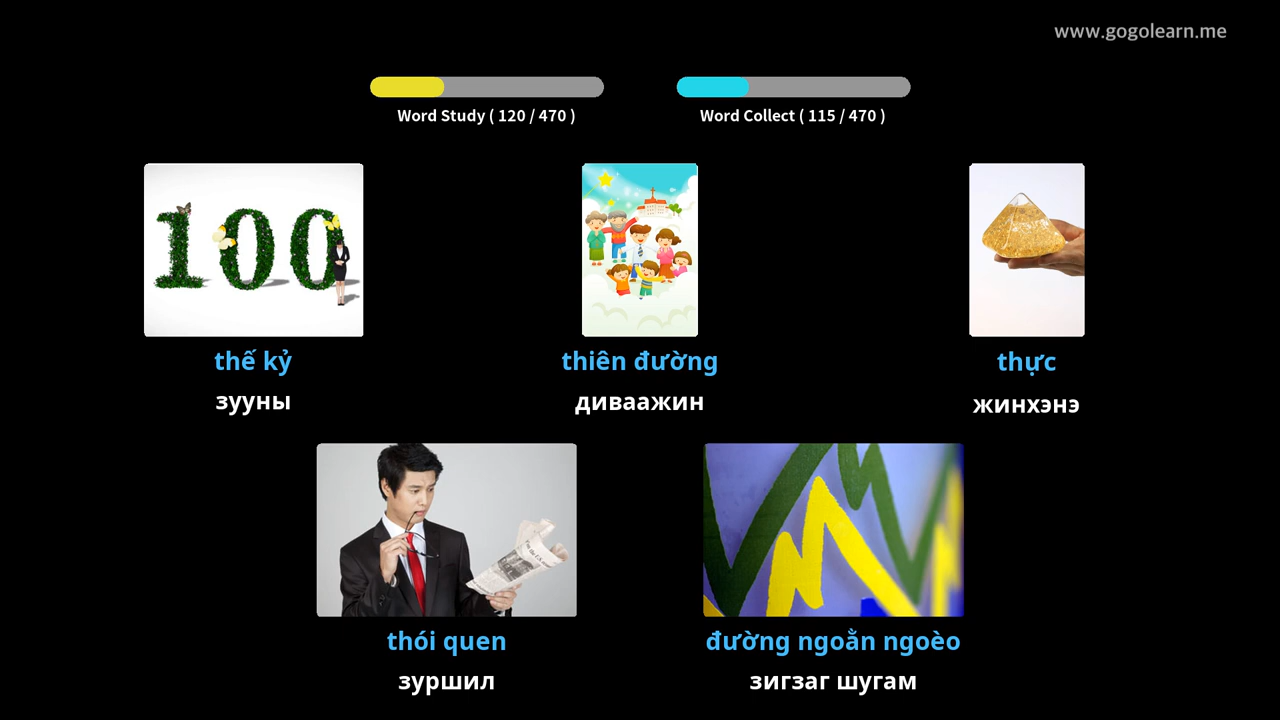 www.gogolearn.me
Word Study ( 120 / 470 )
Word Collect ( 115 / 470 )
thế kỷ
зууны
thiên đường
диваажин
thực
жинхэнэ
thói quen
зуршил
đường ngoằn ngoèo
зигзаг шугам